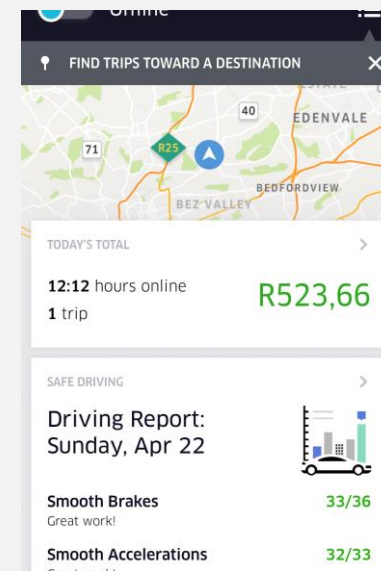 FIND TRIPS TOWARD A DESTINATION
40
EDENVALE
71
R25
BEDFORDVIEW
BEZ VALLEY
TODAY'S TOTAL
12:12 hours online
R523,66
1 trip
SAFE DRIVING
Driving Report:
Sunday, Apr 22
Smooth Brakes
33/36
Great work!
Smooth Accelerations
32/33